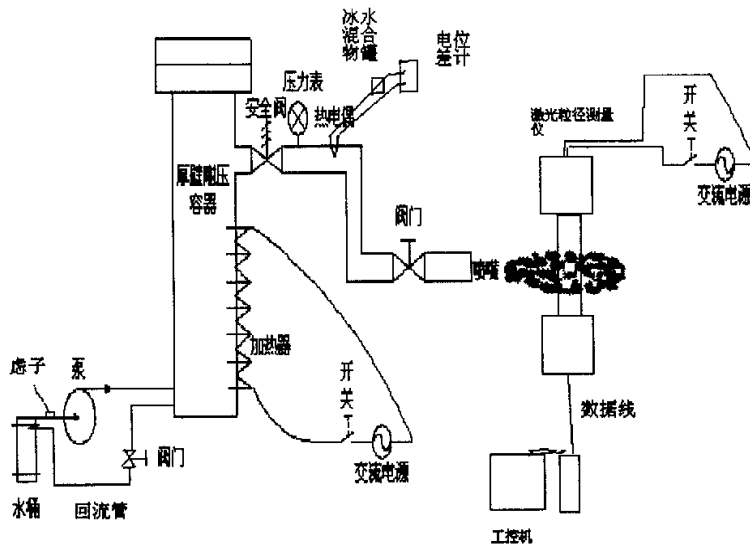 冰水
混合
物罐
电位
差计
压力表
安全阀
热电偶
激光粒径测量
仪
开
关
交流电源
厚壁耐压
容器
阀门
喷嘴
加热器
虑子
泵
开
关
数据线
阀门
交流电源
水桶
回流管
工控机